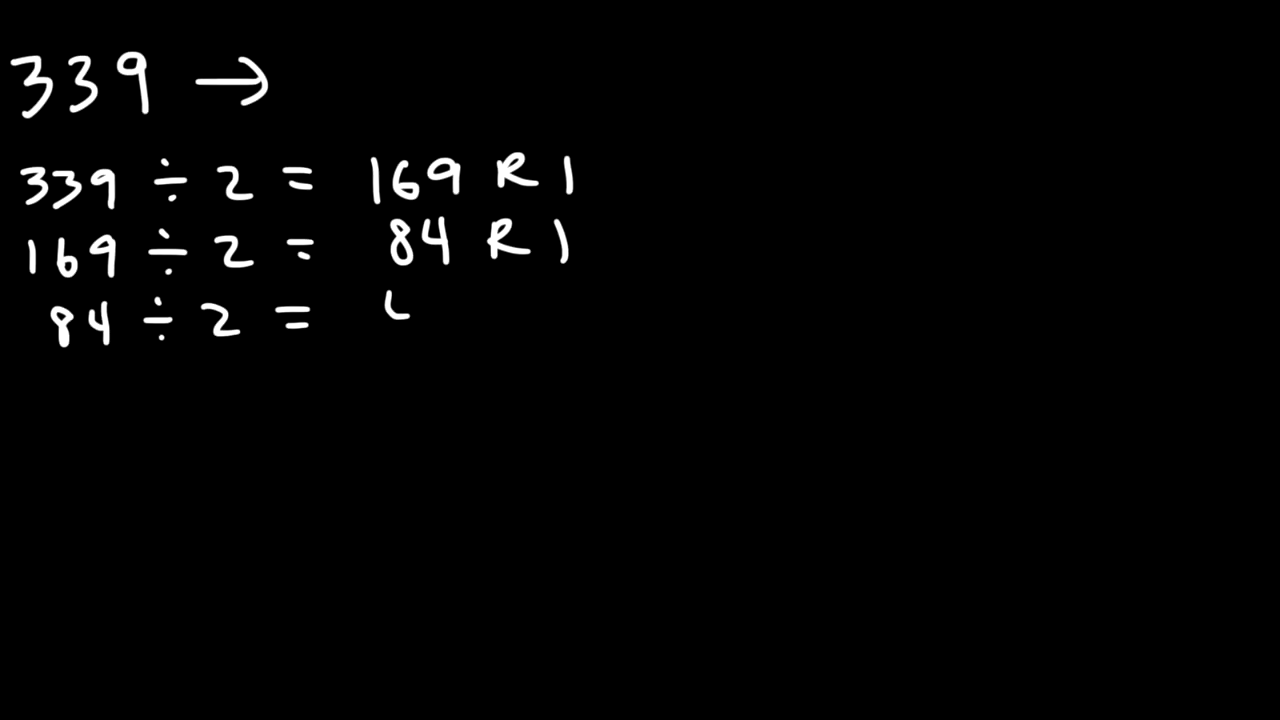 339 →
339 ÷ 2 = 169 R 1
169 ÷ 2 = 84 R 1
84 ÷ 2 =